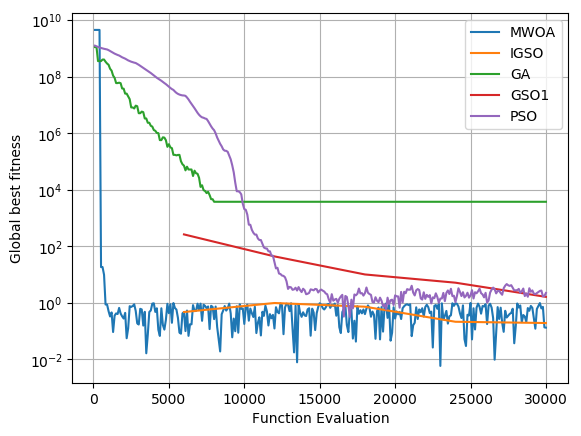 10^10
10^8
10^6
10^4
10^2
10^0
10^−2
Global best fitness
MWOA
IGSO
GA
GSO1
PSO
0 5000 10000 15000 20000 25000 30000
Function Evaluation